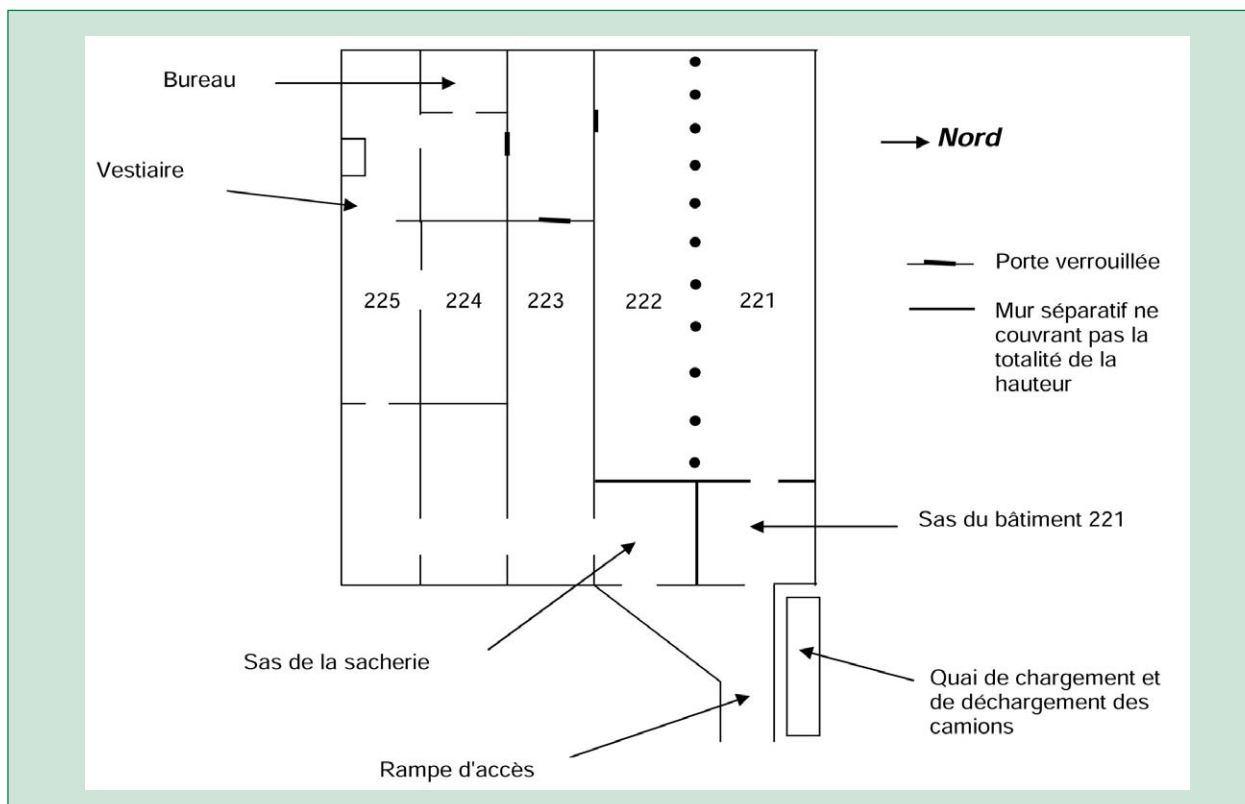 Bureau
Nord
Vestiaire
Porte verrouillée
225
224
223
222
221
Mur séparatif ne
couvrant pas la
totalité de la
hauteur
Sas du bâtiment 221
Sas de la sacherie
Quai de chargement et
de déchargement des
camions
Rampe d'accès